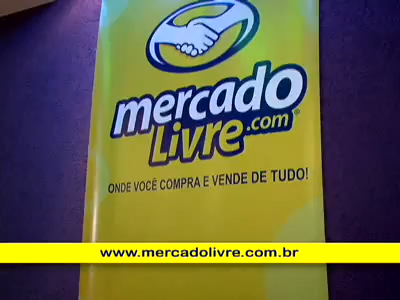 mercado
Livre.com®
ONDE VOCÊ COMPRA E VENDE DE TUDO!
www.mercadolivre.com.br